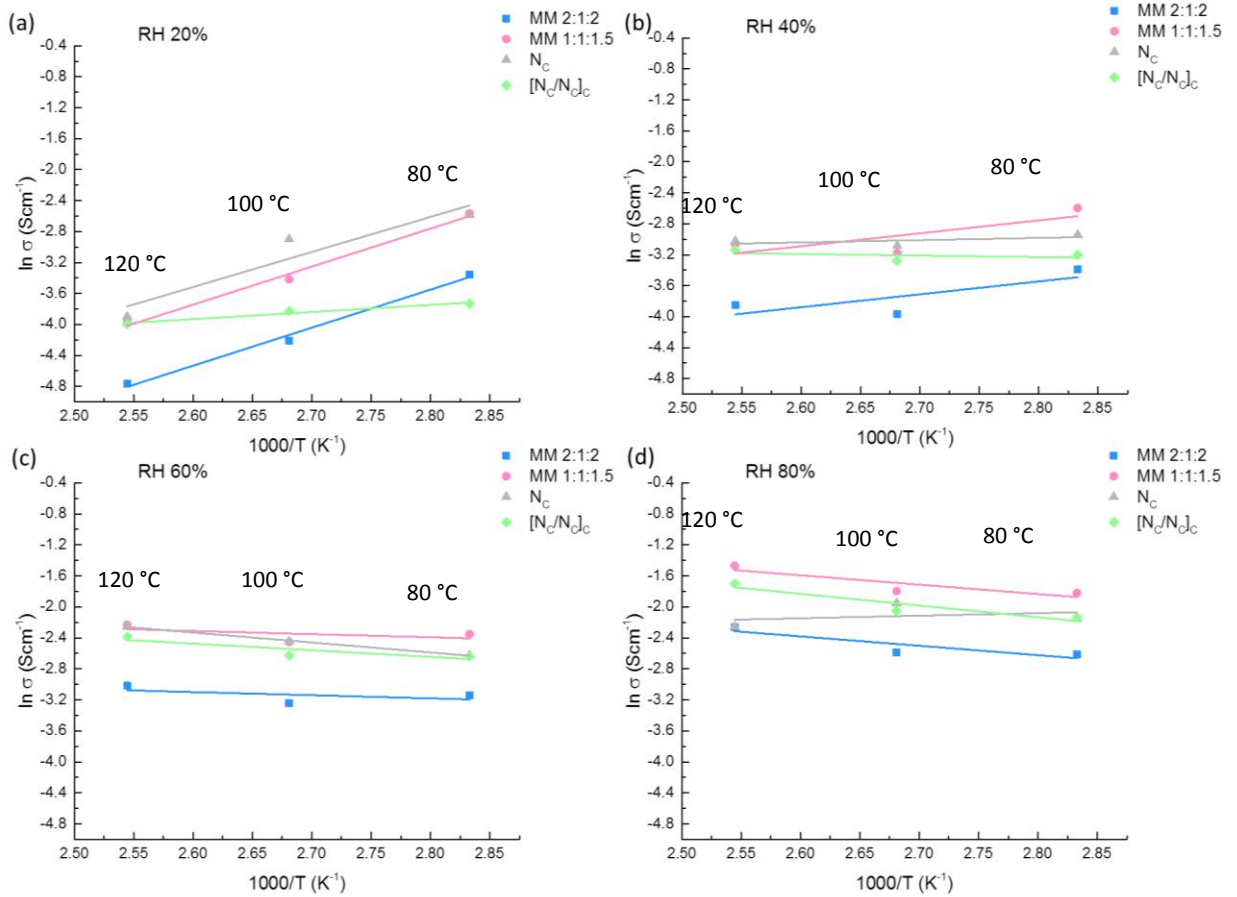 (a)
RH 20%
MM 2:1:2
MM 1:1:1.5
N_C
[N_C/N_C]_C
-0.4
-0.8
-1.2
-1.6
-2.0
-2.4
-2.8
-3.2
-3.6
-4.0
-4.4
-4.8
ln σ (Scm⁻¹)
120 °C
100 °C
80 °C
2.50 2.55 2.60 2.65 2.70 2.75 2.80 2.85
1000/T (K⁻¹)
(b)
RH 40%
MM 2:1:2
MM 1:1:1.5
N_C
[N_C/N_C]_C
-0.4
-0.8
-1.2
-1.6
-2.0
-2.4
-2.8
-3.2
-3.6
-4.0
-4.4
-4.8
ln σ (Scm⁻¹)
120 °C
100 °C
80 °C
2.50 2.55 2.60 2.65 2.70 2.75 2.80 2.85
1000/T (K⁻¹)
(c)
RH 60%
MM 2:1:2
MM 1:1:1.5
N_C
[N_C/N_C]_C
-0.4
-0.8
-1.2
-1.6
-2.0
-2.4
-2.8
-3.2
-3.6
-4.0
-4.4
-4.8
ln σ (Scm⁻¹)
120 °C
100 °C
80 °C
2.50 2.55 2.60 2.65 2.70 2.75 2.80 2.85
1000/T (K⁻¹)
(d)
RH 80%
MM 2:1:2
MM 1:1:1.5
N_C
[N_C/N_C]_C
-0.4
-0.8
-1.2
-1.6
-2.0
-2.4
-2.8
-3.2
-3.6
-4.0
-4.4
-4.8
ln σ (Scm⁻¹)
120 °C
100 °C
80 °C
2.50 2.55 2.60 2.65 2.70 2.75 2.80 2.85
1000/T (K⁻¹)